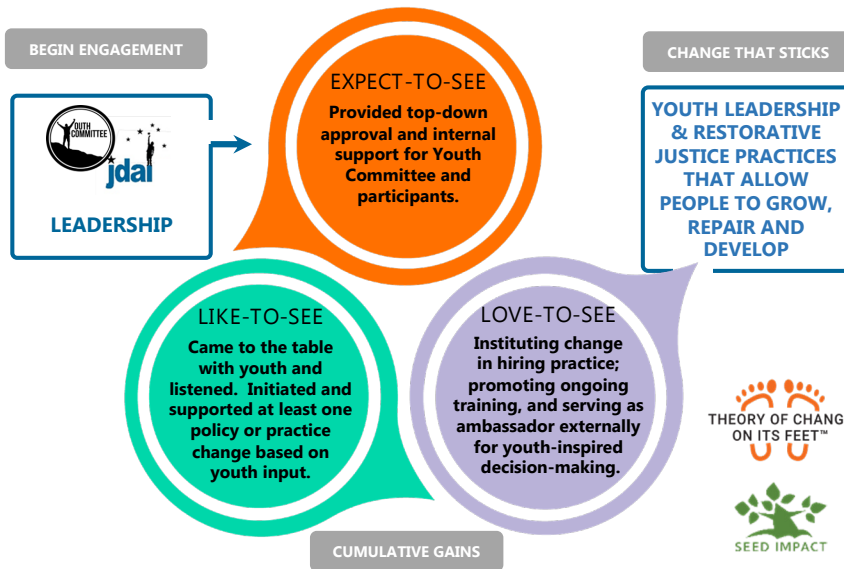 BEGIN ENGAGEMENT
YOUTH
COMMITTEE
jdai
LEADERSHIP
EXPECT-TO-SEE
Provided top-down
approval and internal
support for Youth
Committee and
participants.
LIKE-TO-SEE
Came to the table
with youth and
listened. Initiated and
supported at least one
policy or practice
change based on
youth input.
LOVE-TO-SEE
Instituting change
in hiring practice;
promoting ongoing
training, and serving as
ambassador externally
for youth-inspired
decision-making.
CUMULATIVE GAINS
CHANGE THAT STICKS
YOUTH LEADERSHIP
& RESTORATIVE
JUSTICE PRACTICES
THAT ALLOW
PEOPLE TO GROW,
REPAIR AND
DEVELOP
THEORY OF CHANG
ON ITS FEET™
SEED IMPACT